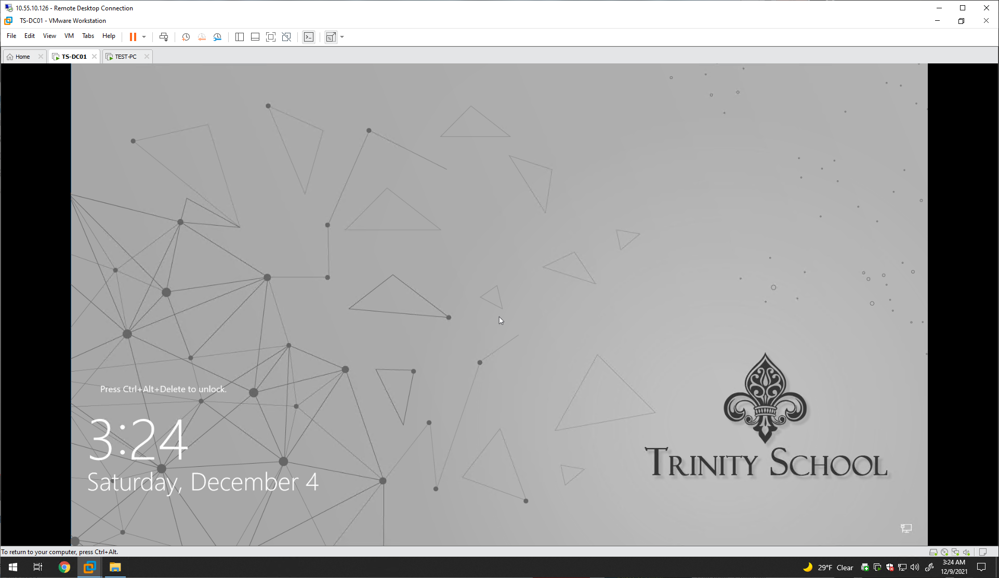 10.55.10.126 - Remote Desktop Connection
TS-DC01 - VMware Workstation
File Edit View VM Tabs Help
Home TS-DC01 TEST-PC
Press Ctrl+Alt+Delete to unlock.
3:24
Saturday, December 4
TRINITY SCHOOL
To return to your computer, press Ctrl+Alt.
29°F Clear
3:24 AM
12/9/2021